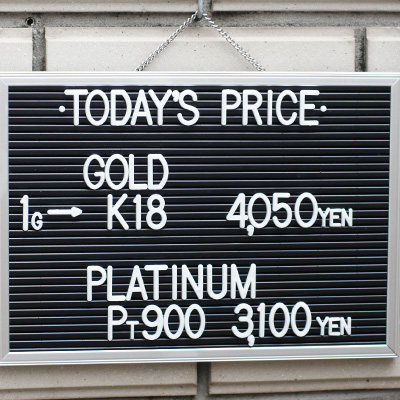 ·TODAY'S PRICE·
GOLD
1G→ K18 4,050YEN
PLATINUM
PT900 3,100YEN